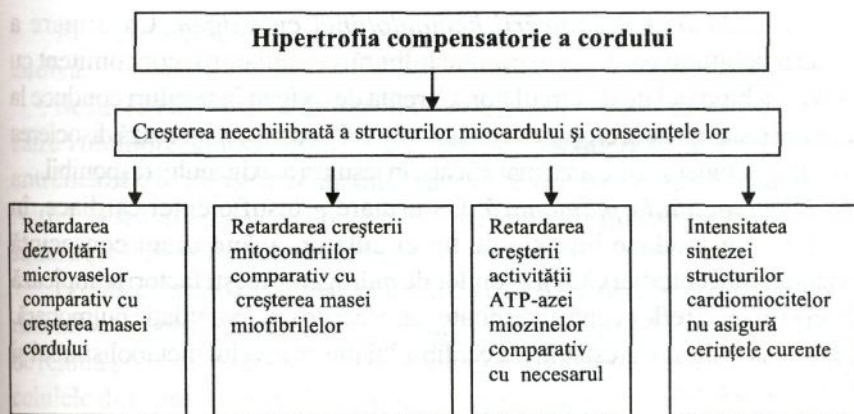 Hipertrofia compensatorie a cordului
Creşterea neechilibrată a structurilor miocardului şi consecinţele lor
Retardarea
dezvoltării
microvaselor
comparativ cu
creşterea masei
cordului
Retardarea creşterii
mitocondriilor
comparativ cu
creşterea masei
miofibrilelor
Retardarea
creşterii
activităţii
ATP-azei
miozinelor
comparativ
cu necesarul
Intensitatea
sintezei
structurilor
cardiomiocitelor
nu asigură
cerinţele curente